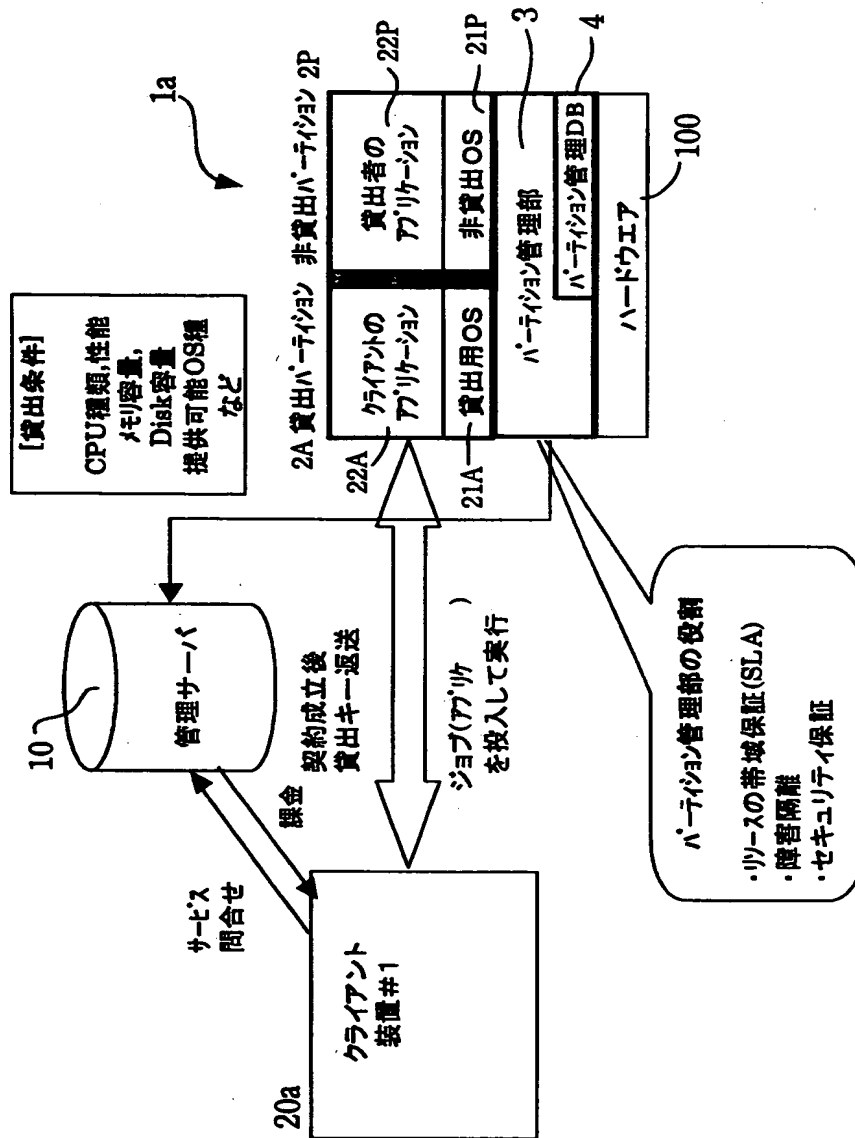 1a
[貸出条件]
CPU種類,性能
メモリ容量,
Disk容量
提供可能OS種
など
2A 貸出パーティション
非貸出パーティション 2P
クライアントの
アプリケーション
22A
貸出者の
アプリケーション
22P
貸出用OS
21A
非貸出OS
21P
パーティション管理部
3
パーティション管理DB
4
ハードウエア
100
10
管理サーバ
サービス
問合せ
課金
契約成立後
貸出キー返送
ジョブ(アプリケ )
を投入して実行
20a
クライアント
装置#1
パーティション管理部の役割
・リソースの帯域保証(SLA)
・障害隔離
・セキュリティ保証